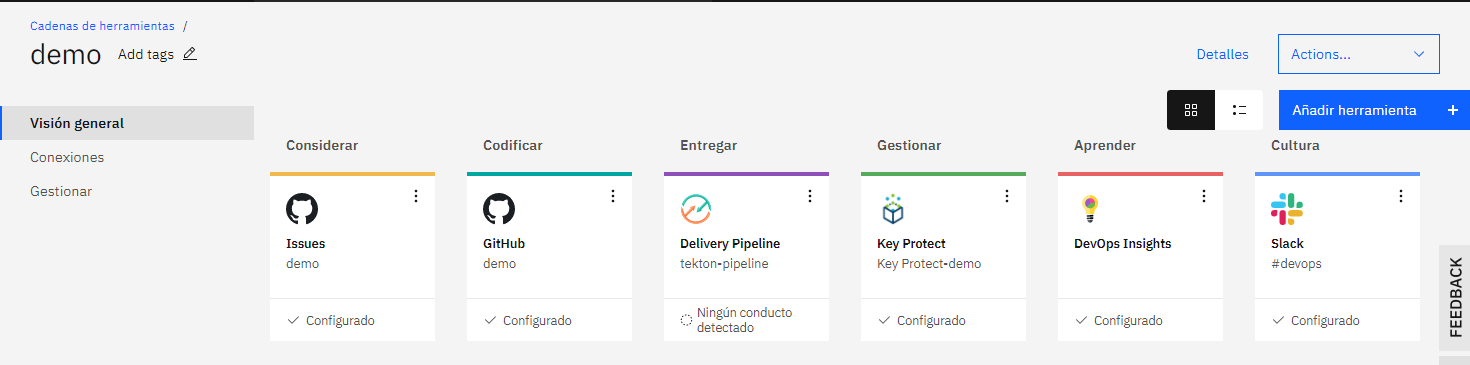 Cadenas de herramientas /
demo Add tags
Detalles
Actions...
Añadir herramienta +
Visión general
Conexiones
Gestionar
Considerar
Codificar
Entregar
Gestionar
Aprender
Cultura
Issues
demo
Configurado
GitHub
demo
Configurado
Delivery Pipeline
tekton-pipeline
Ningún conducto
detectado
Key Protect
Key Protect-demo
Configurado
DevOps Insights
Configurado
Slack
#devops
Configurado
FEEDBACK